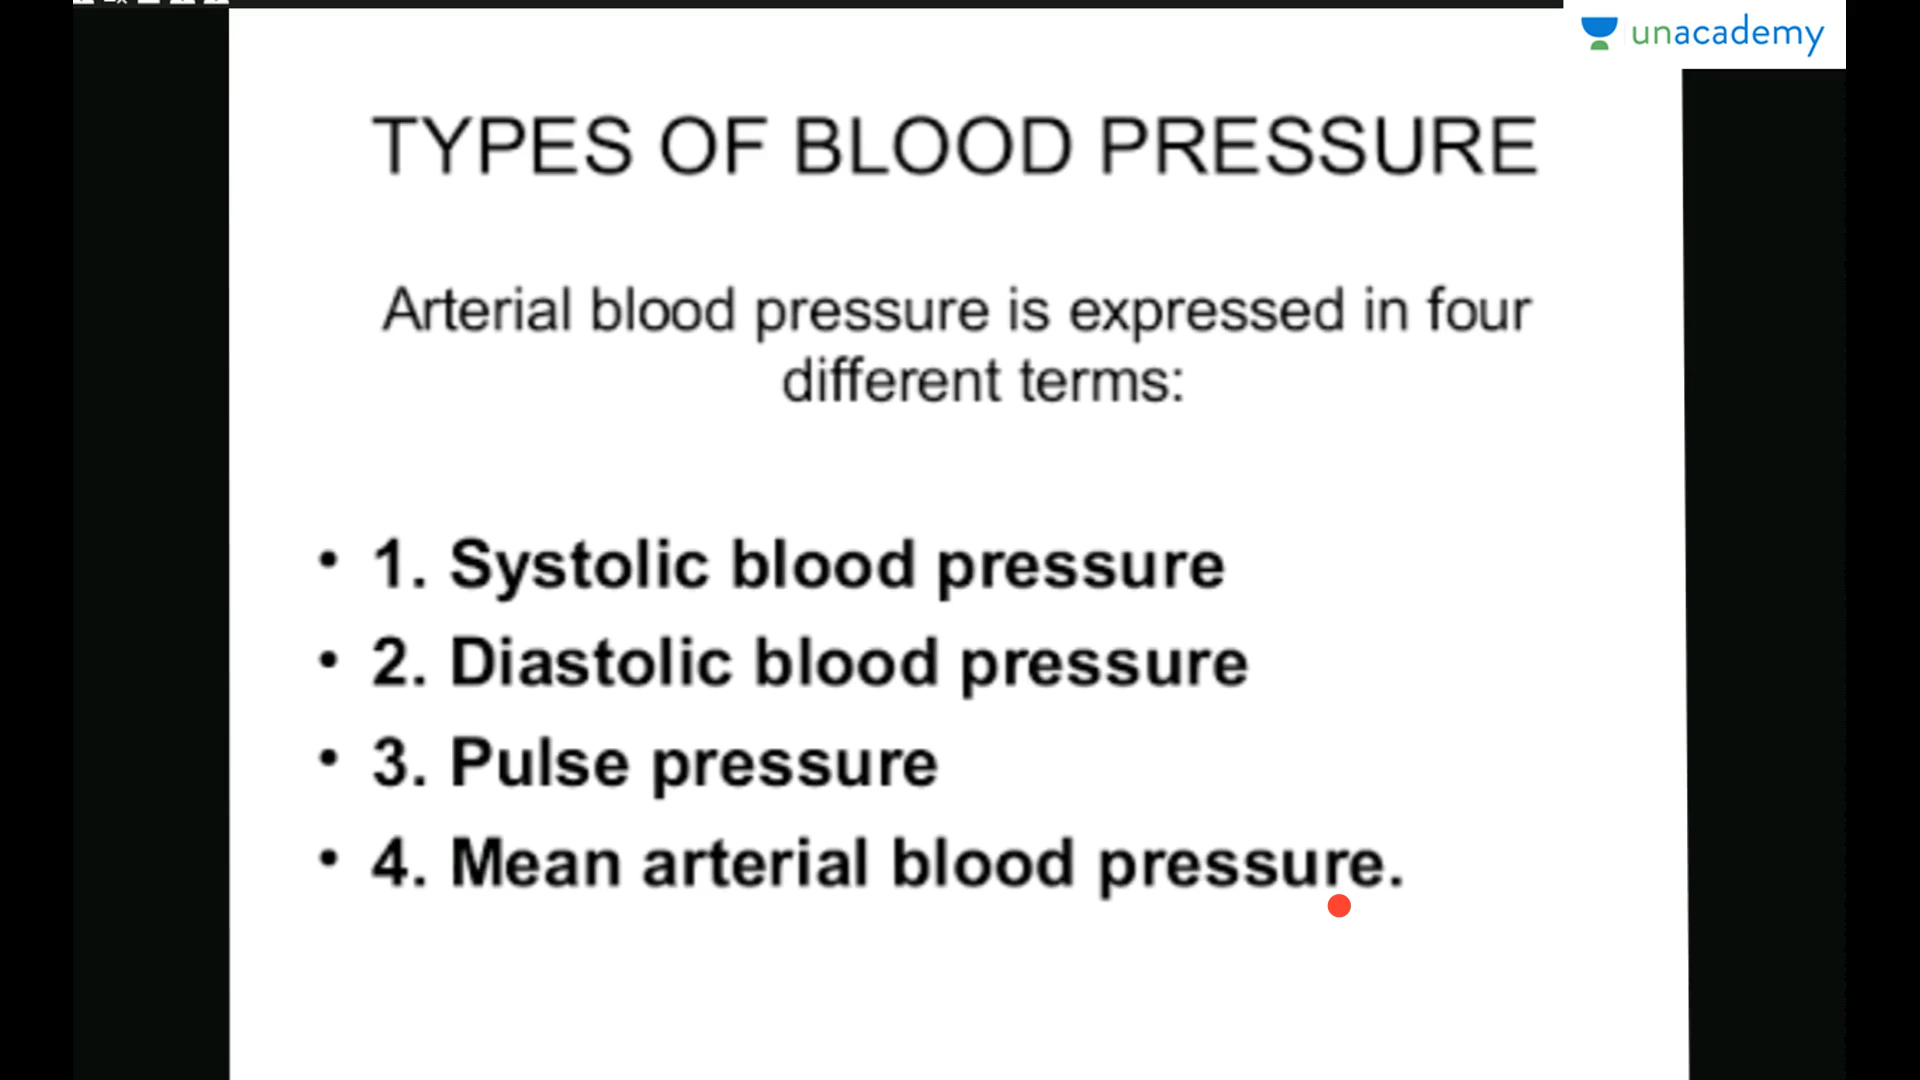 unacademy
TYPES OF BLOOD PRESSURE
Arterial blood pressure is expressed in four
different terms:
• 1. Systolic blood pressure
• 2. Diastolic blood pressure
• 3. Pulse pressure
• 4. Mean arterial blood pressure.